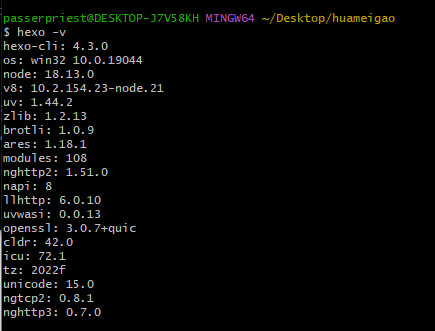 passerpriest@DESKTOP-J7V58KH MINGW64 ~/Desktop/huameigao
$ hexo -v
hexo-cli: 4.3.0
os: win32 10.0.19044
node: 18.13.0
v8: 10.2.154.23-node.21
uv: 1.44.2
zlib: 1.2.13
brotli: 1.0.9
ares: 1.18.1
modules: 108
nghttp2: 1.51.0
napi: 8
llhttp: 6.0.10
uvwasi: 0.0.13
openssl: 3.0.7+quic
cldr: 42.0
icu: 72.1
tz: 2022f
unicode: 15.0
ngtcp2: 0.8.1
nghttp3: 0.7.0